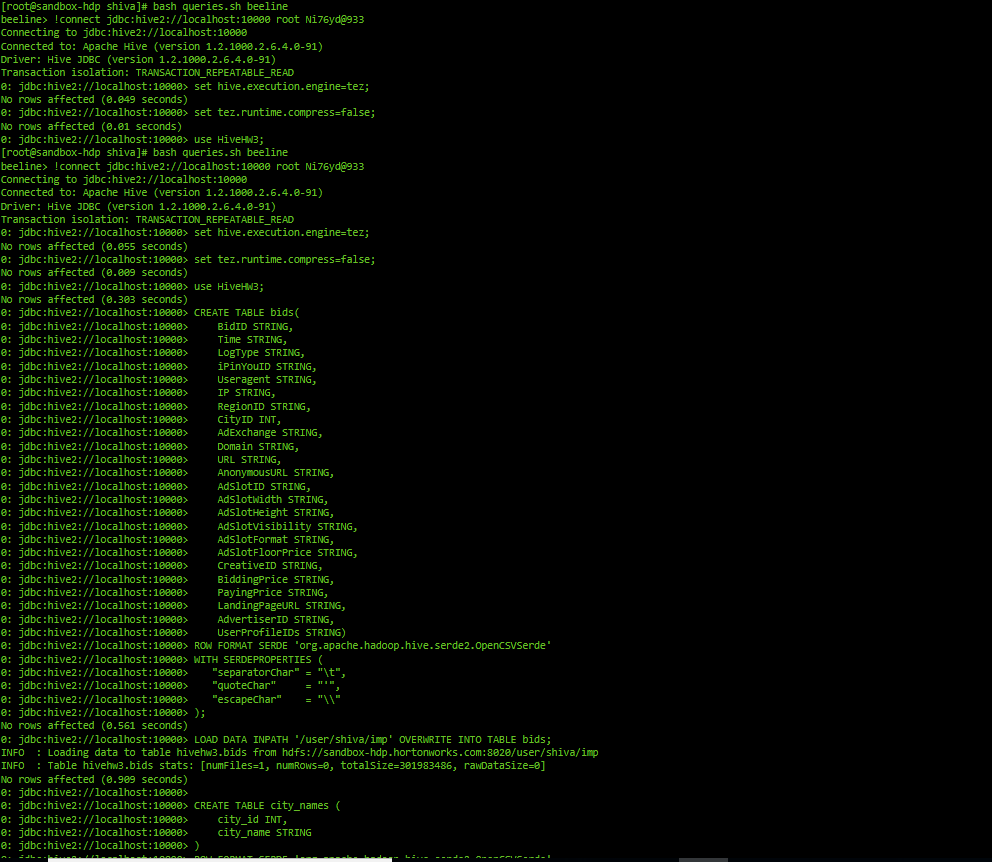 [root@sandbox-hdp shiva]# bash queries.sh beeline
beeline> !connect jdbc:hive2://localhost:10000 root Ni76yd@933
Connecting to jdbc:hive2://localhost:10000
Connected to: Apache Hive (version 1.2.1000.2.6.4.0-91)
Driver: Hive JDBC (version 1.2.1000.2.6.4.0-91)
Transaction isolation: TRANSACTION_REPEATABLE_READ
0: jdbc:hive2://localhost:10000> set hive.execution.engine=tez;
No rows affected (0.049 seconds)
0: jdbc:hive2://localhost:10000> set tez.runtime.compress=false;
No rows affected (0.01 seconds)
0: jdbc:hive2://localhost:10000> use HiveHW3;
[root@sandbox-hdp shiva]# bash queries.sh beeline
beeline> !connect jdbc:hive2://localhost:10000 root Ni76yd@933
Connecting to jdbc:hive2://localhost:10000
Connected to: Apache Hive (version 1.2.1000.2.6.4.0-91)
Driver: Hive JDBC (version 1.2.1000.2.6.4.0-91)
Transaction isolation: TRANSACTION_REPEATABLE_READ
0: jdbc:hive2://localhost:10000> set hive.execution.engine=tez;
No rows affected (0.055 seconds)
0: jdbc:hive2://localhost:10000> set tez.runtime.compress=false;
No rows affected (0.009 seconds)
0: jdbc:hive2://localhost:10000> use HiveHW3;
No rows affected (0.303 seconds)
0: jdbc:hive2://localhost:10000> CREATE TABLE bids(
0: jdbc:hive2://localhost:10000>     BidID STRING,
0: jdbc:hive2://localhost:10000>     Time STRING,
0: jdbc:hive2://localhost:10000>     LogType STRING,
0: jdbc:hive2://localhost:10000>     iPinYouID STRING,
0: jdbc:hive2://localhost:10000>     Useragent STRING,
0: jdbc:hive2://localhost:10000>     IP STRING,
0: jdbc:hive2://localhost:10000>     RegionID STRING,
0: jdbc:hive2://localhost:10000>     CityID INT,
0: jdbc:hive2://localhost:10000>     AdExchange STRING,
0: jdbc:hive2://localhost:10000>     Domain STRING,
0: jdbc:hive2://localhost:10000>     URL STRING,
0: jdbc:hive2://localhost:10000>     AnonymousURL STRING,
0: jdbc:hive2://localhost:10000>     AdSlotID STRING,
0: jdbc:hive2://localhost:10000>     AdSlotWidth STRING,
0: jdbc:hive2://localhost:10000>     AdSlotHeight STRING,
0: jdbc:hive2://localhost:10000>     AdSlotVisibility STRING,
0: jdbc:hive2://localhost:10000>     AdSlotFormat STRING,
0: jdbc:hive2://localhost:10000>     AdSlotFloorPrice STRING,
0: jdbc:hive2://localhost:10000>     CreativeID STRING,
0: jdbc:hive2://localhost:10000>     BiddingPrice STRING,
0: jdbc:hive2://localhost:10000>     PayingPrice STRING,
0: jdbc:hive2://localhost:10000>     LandingPageURL STRING,
0: jdbc:hive2://localhost:10000>     AdvertiserID STRING,
0: jdbc:hive2://localhost:10000>     UserProfileIDs STRING)
0: jdbc:hive2://localhost:10000> ROW FORMAT SERDE 'org.apache.hadoop.hive.serde2.OpenCSVSerde'
0: jdbc:hive2://localhost:10000> WITH SERDEPROPERTIES (
0: jdbc:hive2://localhost:10000>    "separatorChar" = "\t",
0: jdbc:hive2://localhost:10000>    "quoteChar"     = "'",
0: jdbc:hive2://localhost:10000>    "escapeChar"    = "\\"
0: jdbc:hive2://localhost:10000> );
No rows affected (0.561 seconds)
0: jdbc:hive2://localhost:10000> LOAD DATA INPATH '/user/shiva/imp' OVERWRITE INTO TABLE bids;
INFO  : Loading data to table hivehw3.bids from hdfs://sandbox-hdp.hortonworks.com:8020/user/shiva/imp
INFO  : Table hivehw3.bids stats: [numFiles=1, numRows=0, totalSize=301983486, rawDataSize=0]
No rows affected (0.909 seconds)
0: jdbc:hive2://localhost:10000>
0: jdbc:hive2://localhost:10000> CREATE TABLE city_names (
0: jdbc:hive2://localhost:10000>     city_id INT,
0: jdbc:hive2://localhost:10000>     city_name STRING
0: jdbc:hive2://localhost:10000> )